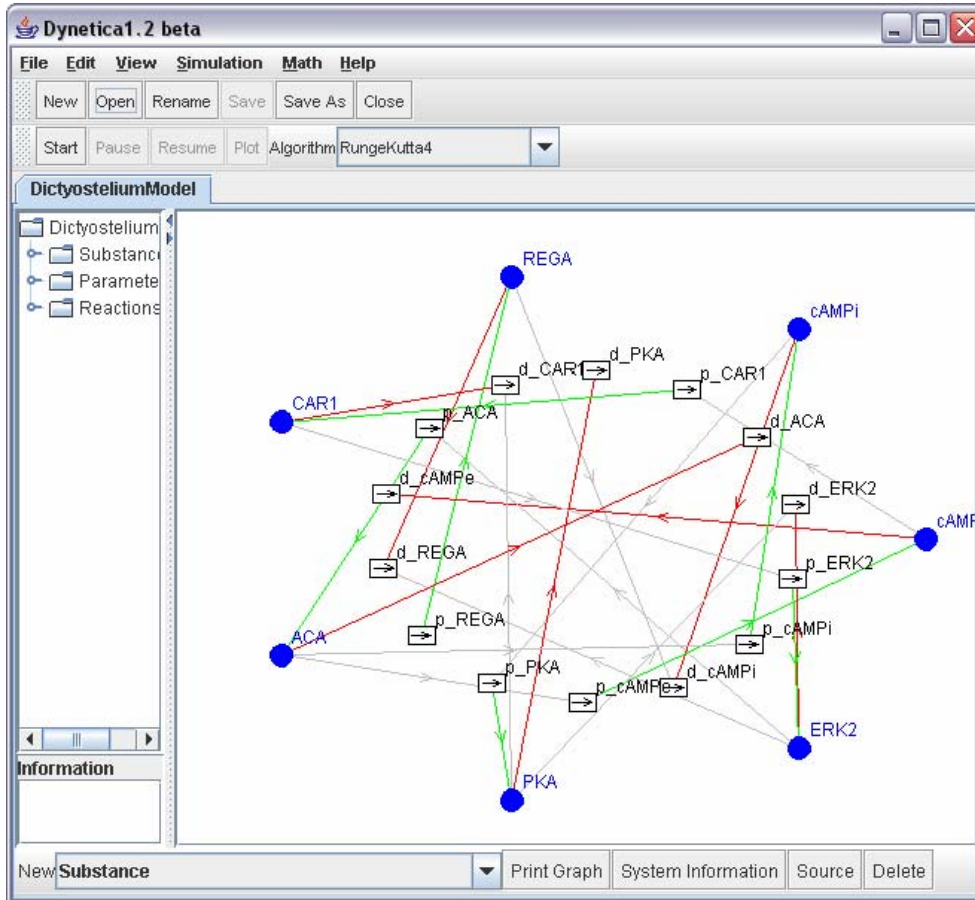 Dynetica1.2 beta
File Edit View Simulation Math Help
New Open Rename Save Save As Close
Start Pause Resume Plot Algorithm RungeKutta4
DictyosteliumModel
Dictyostelium
Substanc
Paramete
Reactions
REGA
cAMPi
d_PKA
d_CAR1
p_CAR1
CAR1
p_ACA
d_ACA
d_cAMPe
d_ERK2
cAMP
d_REGA
p_ERK2
p_REGA
p_cAMPi
ACA
p_PKA
d_cAMPi
p_cAMPe
ERK2
PKA
Information
New Substance Print Graph System Information Source Delete